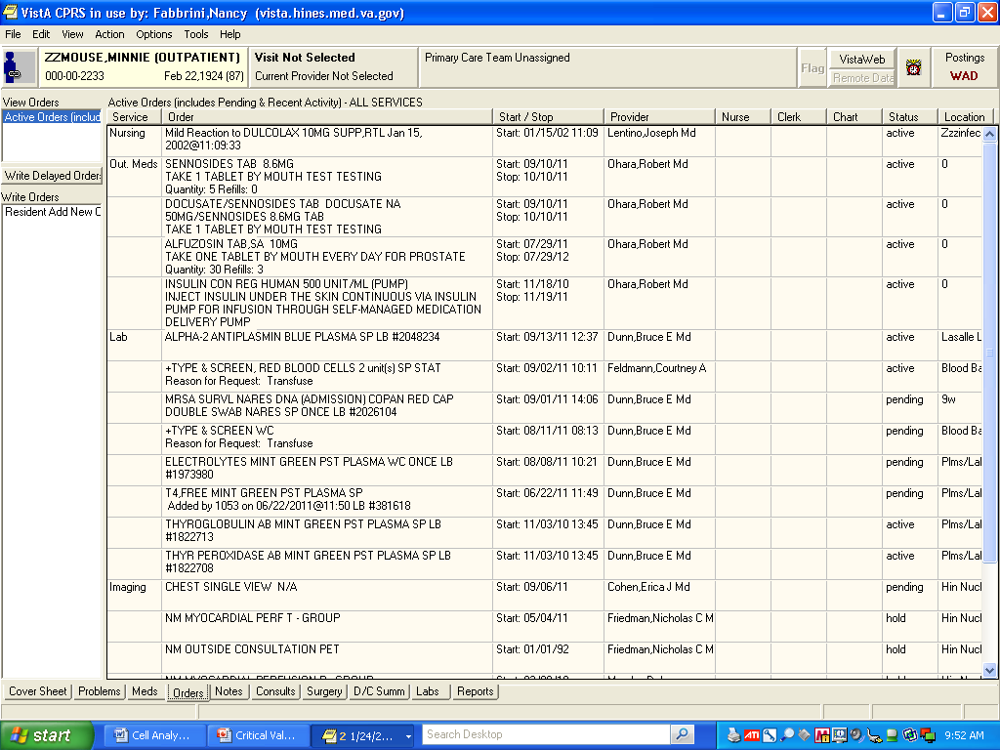 VistA CPRS in use by: Fabbrini,Nancy (vista.hines.med.va.gov)
File Edit View Action Options Tools Help
ZZMOUSE,MINNIE (OUTPATIENT) Visit Not Selected Primary Care Team Unassigned Flag VistaWeb Postings
000-00-2233 Feb 22,1924 (87) Current Provider Not Selected Remote Data WAD
View Orders
Active Orders (includ
Write Delayed Orders
Write Orders
Resident Add New O
Active Orders (includes Pending & Recent Activity) - ALL SERVICES
Service Order Start / Stop Provider Nurse Clerk Chart Status Location
Nursing Mild Reaction to DULCOLAX 10MG SUPP,RTL Jan 15, Start: 01/15/02 11:09 Lentino,Joseph Md active Zzzinfec
2002@11:09:33
Out. Meds SENNOSIDES TAB 8.6MG Start: 09/10/11 Ohara,Robert Md active 0
TAKE 1 TABLET BY MOUTH TEST TESTING Stop: 10/10/11
Quantity: 5 Refills: 0
DOCUSATE/SENNOSIDES TAB DOCUSATE NA Start: 09/10/11 Ohara,Robert Md active 0
50MG/SENNOSIDES 8.6MG TAB Stop: 10/10/11
TAKE 1 TABLET BY MOUTH TEST TESTING
ALFUZOSIN TAB,SA 10MG Start: 07/29/11 Ohara,Robert Md active 0
TAKE ONE TABLET BY MOUTH EVERY DAY FOR PROSTATE Stop: 07/29/12
Quantity: 30 Refills: 3
INSULIN CON REG HUMAN 500 UNIT/ML (PUMP) Start: 11/18/10 Ohara,Robert Md active 0
INJECT INSULIN UNDER THE SKIN CONTINUOUS VIA INSULIN Stop: 11/19/11
PUMP FOR INFUSION THROUGH SELF-MANAGED MEDICATION
DELIVERY PUMP
Lab ALPHA-2 ANTIPLASMIN BLUE PLASMA SP LB #2048234 Start: 09/13/11 12:37 Dunn,Bruce E Md active Lasalle L
+TYPE & SCREEN, RED BLOOD CELLS 2 unit(s) SP STAT Start: 09/02/11 10:11 Feldmann,Courtney A active Blood Ba
Reason for Request: Transfuse
MRSA SURVL NARES DNA (ADMISSION) COPAN RED CAP Start: 09/01/11 14:06 Dunn,Bruce E Md pending 9w
DOUBLE SWAB NARES SP ONCE LB #2026104
+TYPE & SCREEN WC Start: 08/11/11 08:13 Dunn,Bruce E Md pending Blood Ba
Reason for Request: Transfuse
ELECTROLYTES MINT GREEN PST PLASMA WC ONCE LB Start: 08/08/11 10:21 Dunn,Bruce E Md pending Plms/Lal
#1973980
T4,FREE MINT GREEN PST PLASMA SP Start: 06/22/11 11:49 Dunn,Bruce E Md pending Plms/Lal
Added by 1053 on 06/22/2011@11:50 LB #381618
THYROGLOBULIN AB MINT GREEN PST PLASMA SP LB Start: 11/03/10 13:45 Dunn,Bruce E Md active Plms/Lal
#1822713
THYR PEROXIDASE AB MINT GREEN PST PLASMA SP LB Start: 11/03/10 13:45 Dunn,Bruce E Md active Plms/Lal
#1822708
Imaging CHEST SINGLE VIEW N/A Start: 09/06/11 Cohen,Erica J Md pending Hin Nucl
NM MYOCARDIAL PERF T - GROUP Start: 05/04/11 Friedman,Nicholas C M hold Hin Nucl
NM OUTSIDE CONSULTATION PET Start: 01/01/92 Friedman,Nicholas C M hold Hin Nucl
Cover Sheet Problems Meds Orders Notes Consults Surgery D/C Summ Labs Reports
start Cell Analy... Critical Val... 2 1/24/2... Search Desktop 9:52 AM